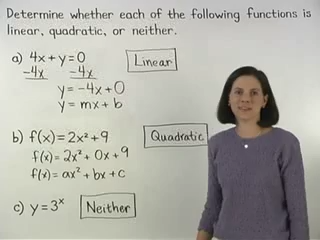 Determine whether each of the following functions is
linear, quadratic, or neither.
a) 4x + y = 0
Linear
-4x -4x
y = -4x + 0
y = mx + b
b) f(x) = 2x² + 9
Quadratic
f(x) = 2x² + 0x + 9
f(x) = ax² + bx + c
c) y = 3ˣ
Neither